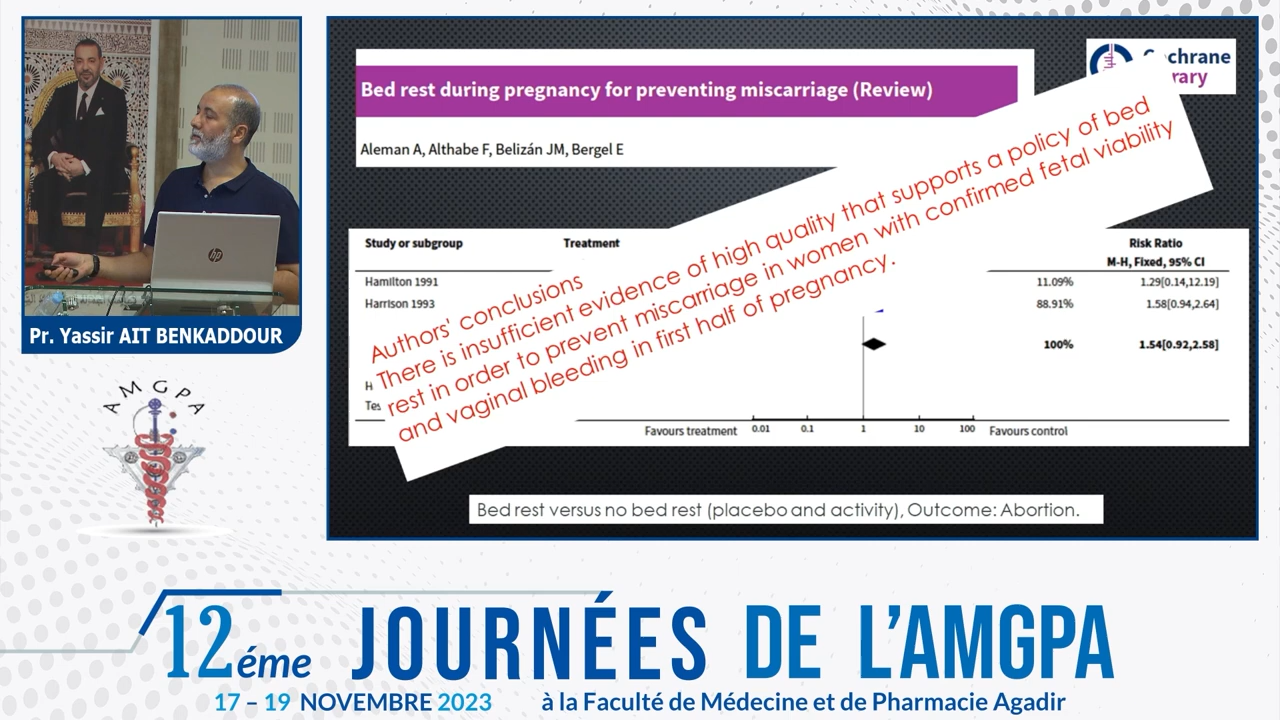 Pr. Yassir AIT BENKADDOUR
AMGPA
Bed rest during pregnancy for preventing miscarriage (Review)
Aleman A, Althabe F, Belizán JM, Bergel E
Authors' conclusions
There is insufficient evidence of high quality that supports a policy of bed
rest in order to prevent miscarriage in women with confirmed fetal viability
and vaginal bleeding in first half of pregnancy.
Study or subgroup Treatment Risk Ratio
M-H, Fixed, 95% CI
Hamilton 1991 11.09% 1.29[0.14,12.19]
Harrison 1993 88.91% 1.58[0.94,2.64]
100% 1.54[0.92,2.58]
Favours treatment 0.01 0.1 1 10 100 Favours control
Bed rest versus no bed rest (placebo and activity), Outcome: Abortion.
hp
12éme JOURNÉES DE L'AMGPA
17 – 19 NOVEMBRE 2023 à la Faculté de Médecine et de Pharmacie Agadir